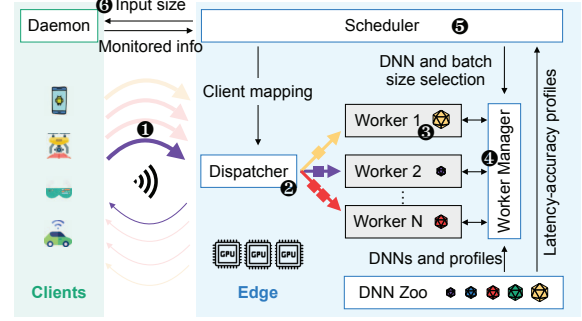 ❻ Input size
Daemon
Monitored info
Scheduler ❺
Client mapping
DNN and batch
size selection
Latency-accuracy profiles
❶
Worker 1
❸
Dispatcher
❷
Worker 2
⋮
Worker N
❹
Worker Manager
GPU GPU GPU
DNNs and profiles
Clients
Edge
DNN Zoo